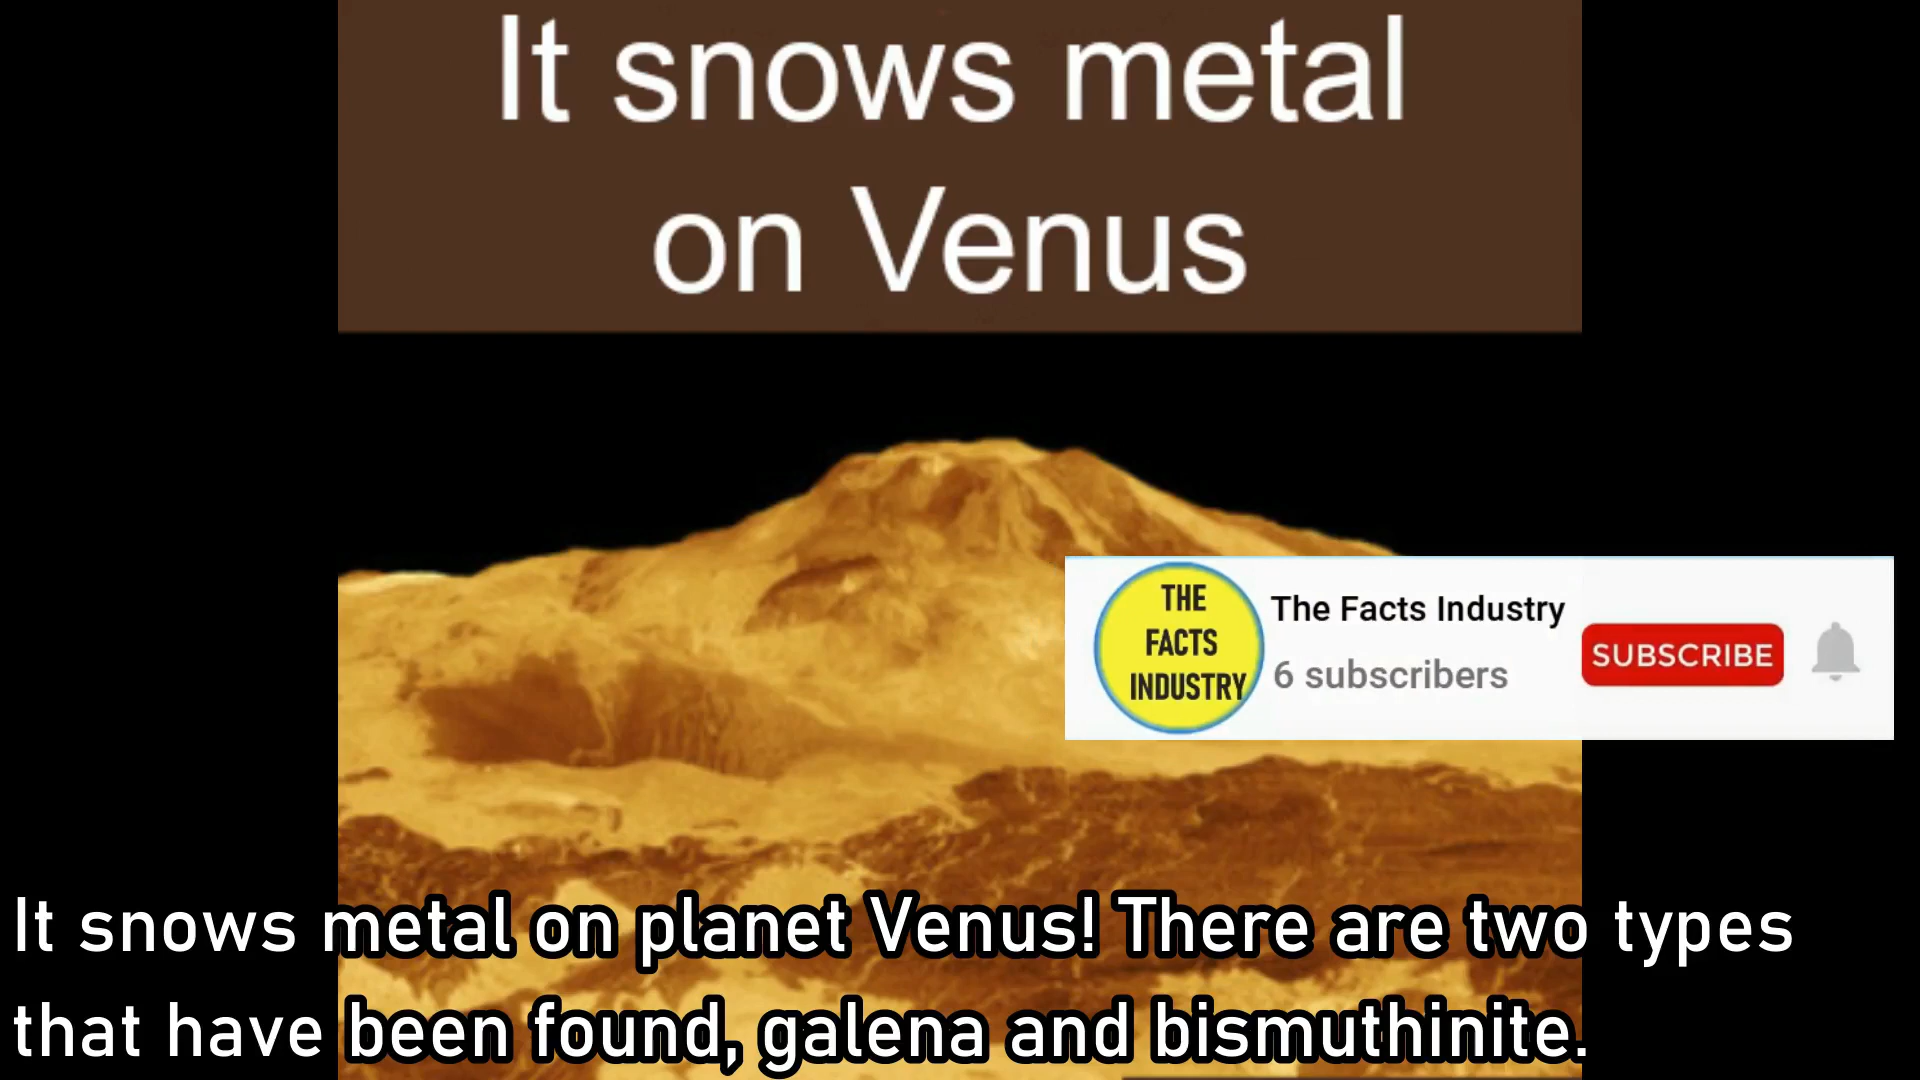 It snows metal
on Venus
THE
FACTS
INDUSTRY
The Facts Industry
6 subscribers
SUBSCRIBE
It snows metal on planet Venus! There are two types
that have been found, galena and bismuthinite.